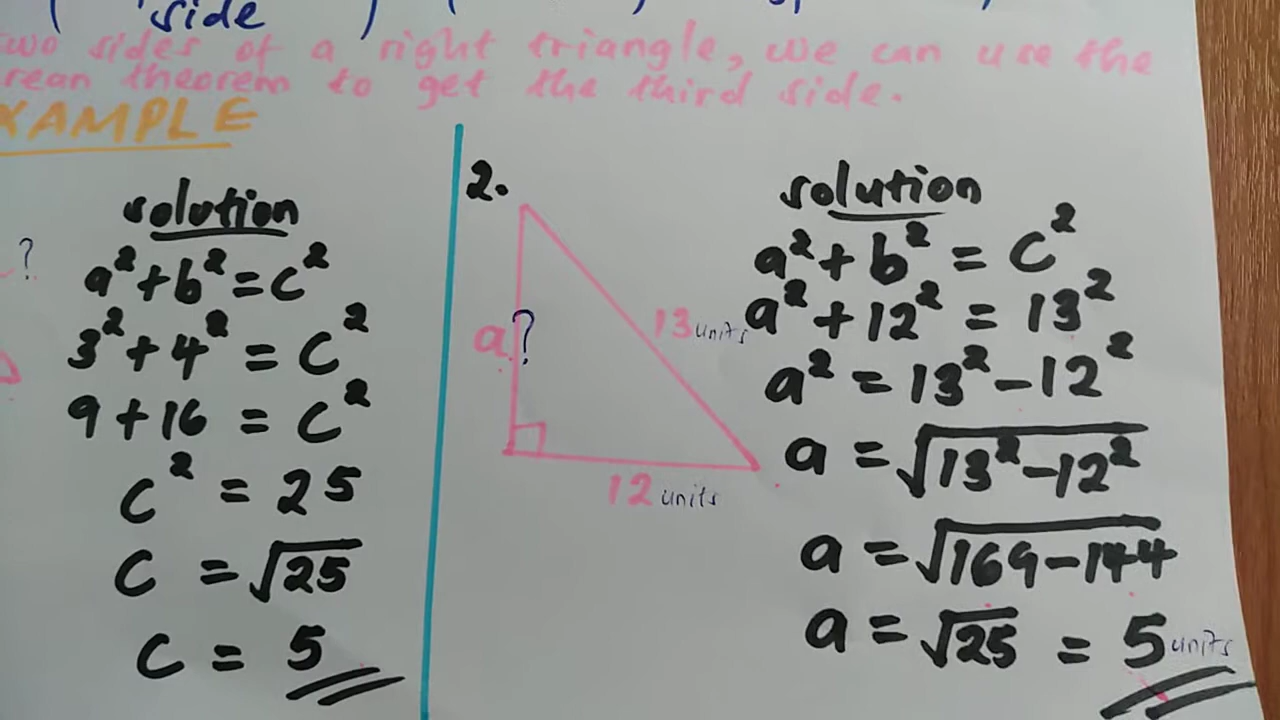 side
two sides of a right triangle, we can use the
rean theorem to get the third side.
XAMPLE
solution
?
a² + b² = c²
3² + 4² = c²
9 + 16 = c²
c² = 25
c = √25
c = 5
2.
a ?
13 units
12 units
solution
a² + b² = c²
a² + 12² = 13²
a² = 13² - 12²
a = √13² - 12²
a = √169 - 144
a = √25 = 5 units